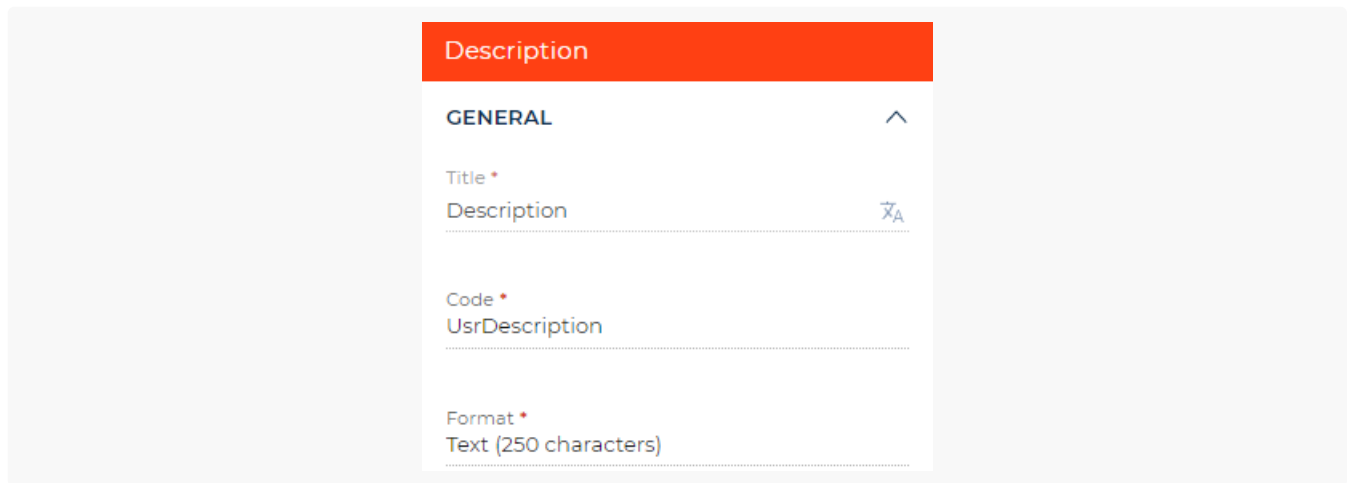 Description
GENERAL
Title *
Description
Code *
UsrDescription
Format *
Text (250 characters)